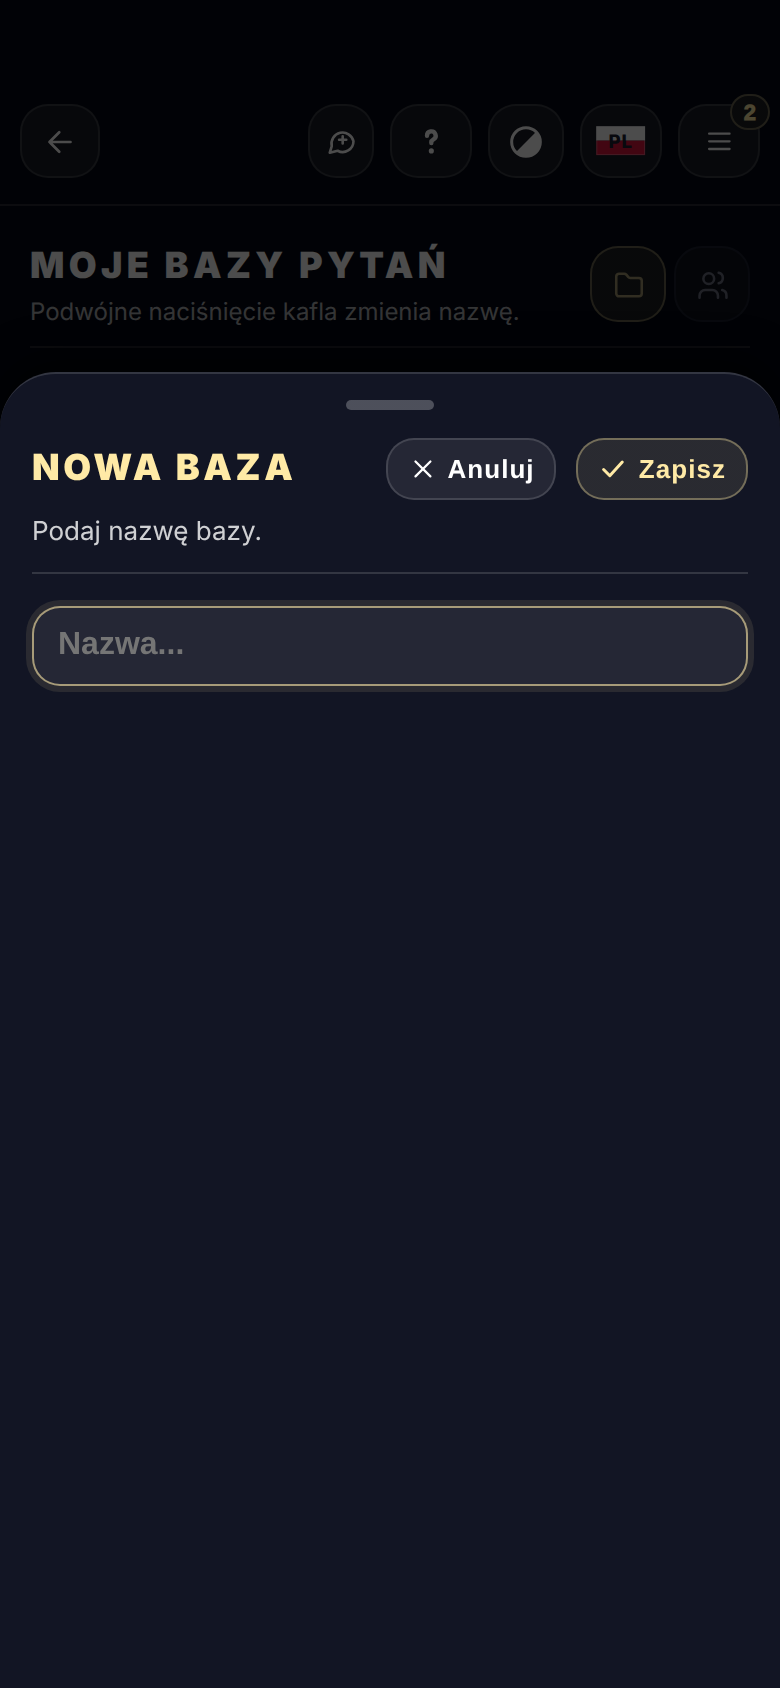 2
?
PL
MOJE BAZY PYTAŃ
Podwójne naciśnięcie kafla zmienia nazwę.
NOWA BAZA
Anuluj
Zapisz
Podaj nazwę bazy.
Nazwa...